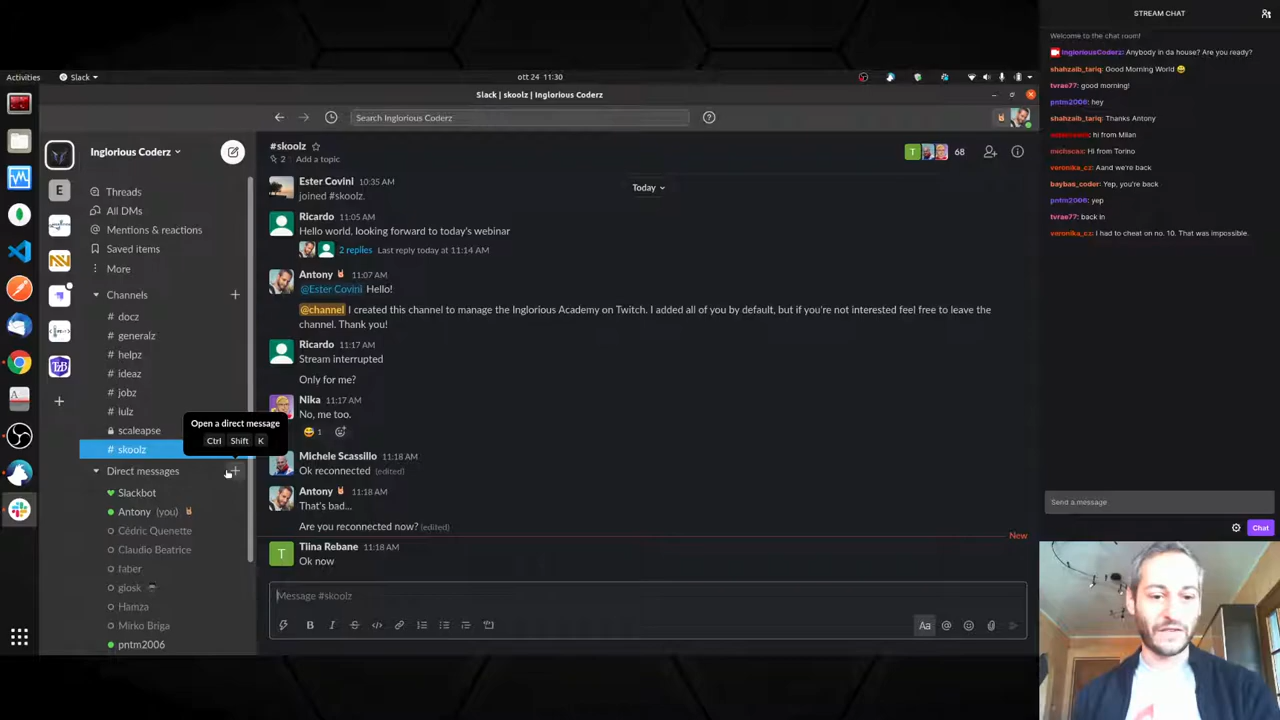 STREAM CHAT
Welcome to the chat room!
IngloriousCoderz: Anybody in da house? Are you ready?
shahzaib_tariq: Good Morning World
tvrae77: good morning!
pntm2006: hey
shahzaib_tariq: Thanks Antony
hi from Milan
michscas: Hi from Torino
veronika_cz: Aand we're back
baybas_coder: Yep, you're back
pntm2006: yep
tvrae77: back in
veronika_cz: I had to cheat on no. 10. That was impossible.
Send a message
Chat
Activities
Slack
ott 24 11:30
Slack | skoolz | Inglorious Coderz
Search Inglorious Coderz
Inglorious Coderz
E
Threads
All DMs
Mentions & reactions
Saved items
More
Channels
# docz
# generalz
# helpz
# ideaz
# jobz
# iulz
scaleapse
# skoolz
Open a direct message
Ctrl Shift K
Direct messages
Slackbot
Antony (you)
Cédric Quenette
Claudio Beatrice
faber
glosk
Hamza
Mirko Briga
pntm2006
#skoolz
2 Add a topic
T
68
Today
Ester Covini 10:35 AM
joined #skoolz.
Ricardo 11:05 AM
Hello world, looking forward to today's webinar
2 replies Last reply today at 11:14 AM
Antony 11:07 AM
@Ester Covini Hello!
@channel I created this channel to manage the Inglorious Academy on Twitch. I added all of you by default, but if you're not interested feel free to leave the
channel. Thank you!
Ricardo 11:17 AM
Stream interrupted
Only for me?
Nika 11:17 AM
No, me too.
1
Michele Scassillo 11:18 AM
Ok reconnected (edited)
Antony 11:18 AM
That's bad...
Are you reconnected now? (edited)
New
T
Tiina Rebane 11:18 AM
Ok now
Message #skoolz
B I S Aa @